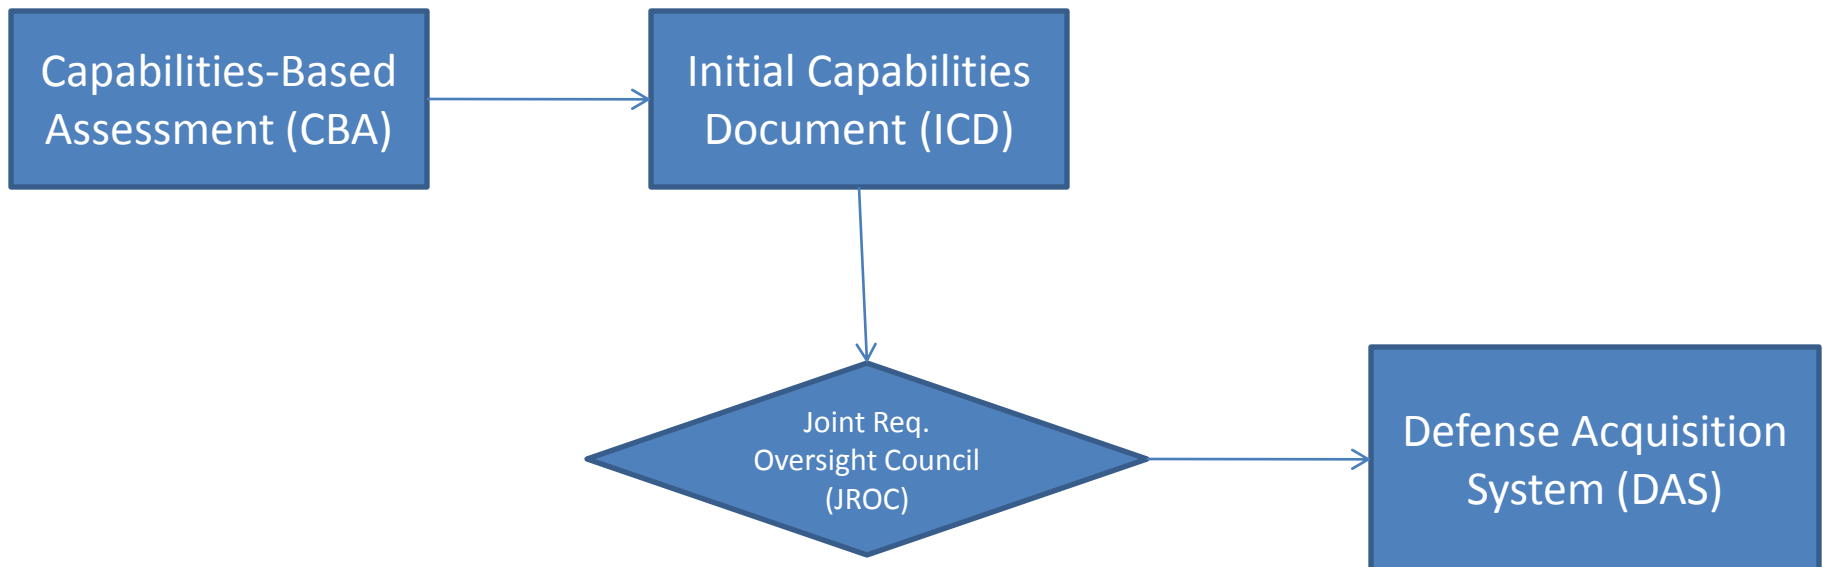 Capabilities-Based
Assessment (CBA)
Initial Capabilities
Document (ICD)
Joint Req.
Oversight Council
(JROC)
Defense Acquisition
System (DAS)